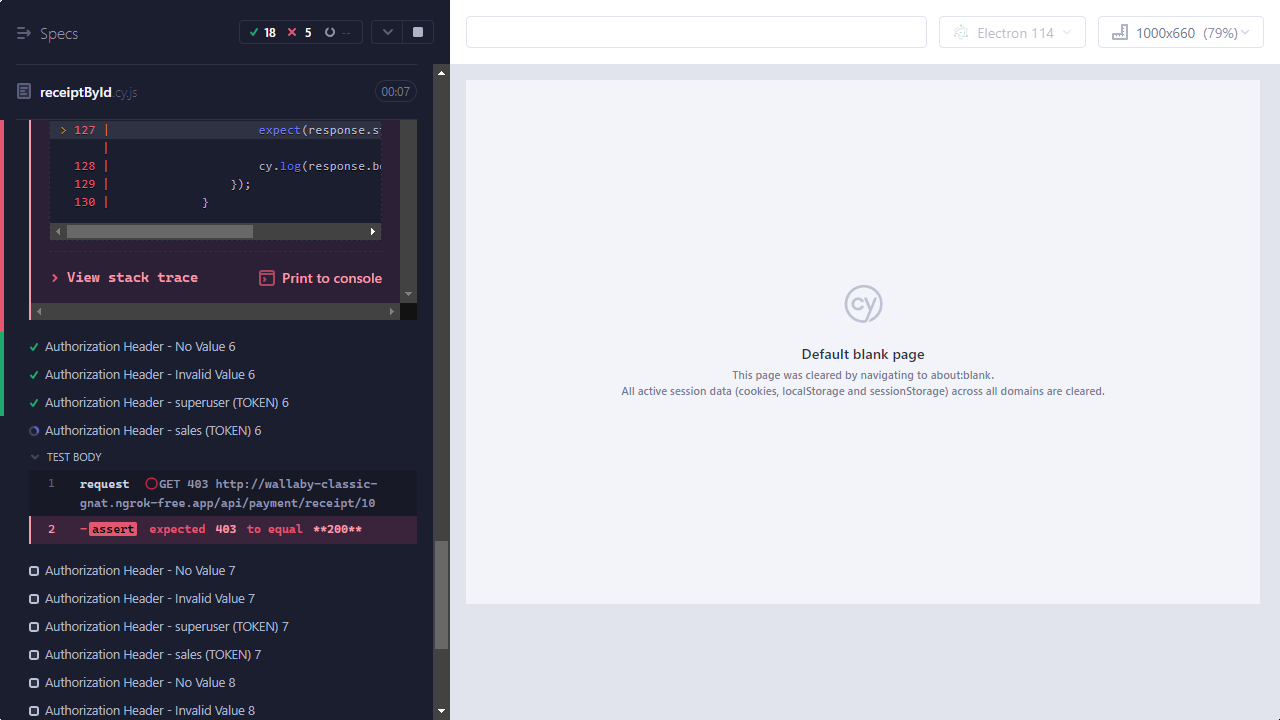 Specs
18
5
--
Electron 114
1000x660 (79%)
receiptById.cy.js
00:07
> 127 | expect(response.st
|
128 | cy.log(response.bo
129 | });
130 | }
View stack trace
Print to console
Authorization Header - No Value 6
Authorization Header - Invalid Value 6
Authorization Header - superuser (TOKEN) 6
Authorization Header - sales (TOKEN) 6
TEST BODY
1 request GET 403 http://wallaby-classic-
gnat.ngrok-free.app/api/payment/receipt/10
2 -assert expected 403 to equal **200**
Authorization Header - No Value 7
Authorization Header - Invalid Value 7
Authorization Header - superuser (TOKEN) 7
Authorization Header - sales (TOKEN) 7
Authorization Header - No Value 8
Authorization Header - Invalid Value 8
cy
Default blank page
This page was cleared by navigating to about:blank.
All active session data (cookies, localStorage and sessionStorage) across all domains are cleared.